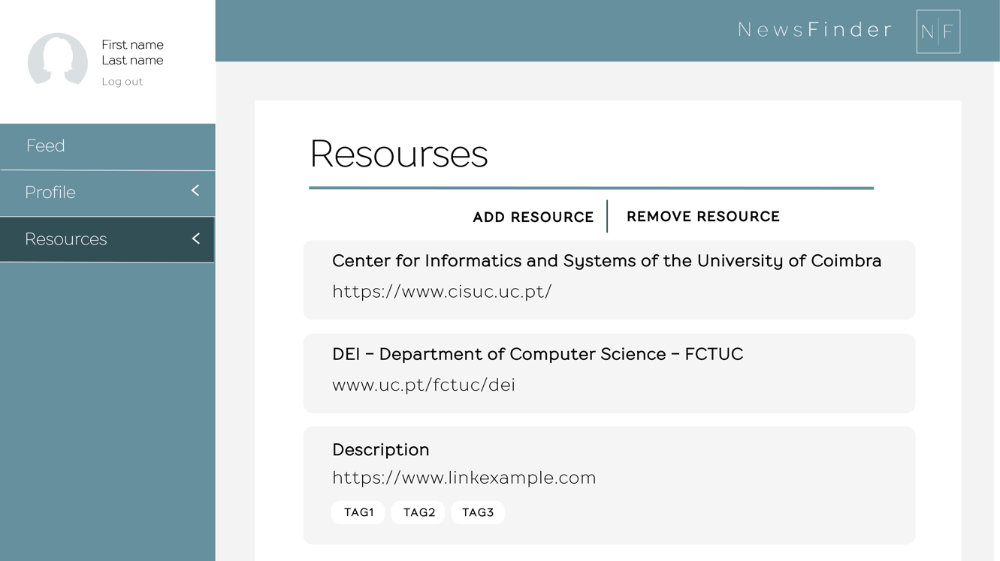 First name
Last name
Log out
NewsFinder
N|F
Feed
Profile <
Resources <
Resourses
ADD RESOURCE | REMOVE RESOURCE
Center for Informatics and Systems of the University of Coimbra
https://www.cisuc.uc.pt/
DEI – Department of Computer Science – FCTUC
www.uc.pt/fctuc/dei
Description
https://www.linkexample.com
TAG1 TAG2 TAG3